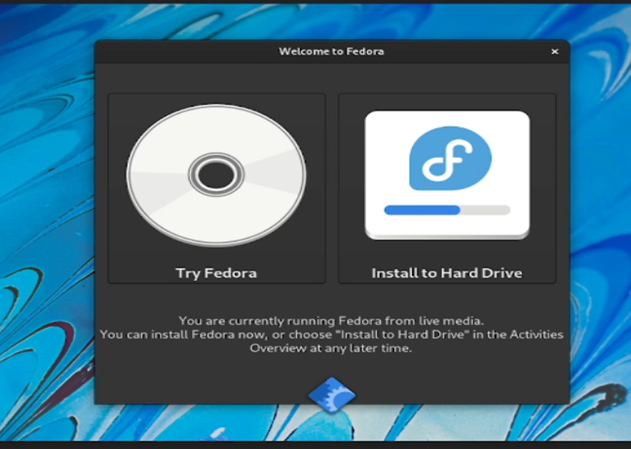 Welcome to Fedora
Try Fedora
Install to Hard Drive
You are currently running Fedora from live media.
You can install Fedora now, or choose "Install to Hard Drive" in the Activities
Overview at any later time.